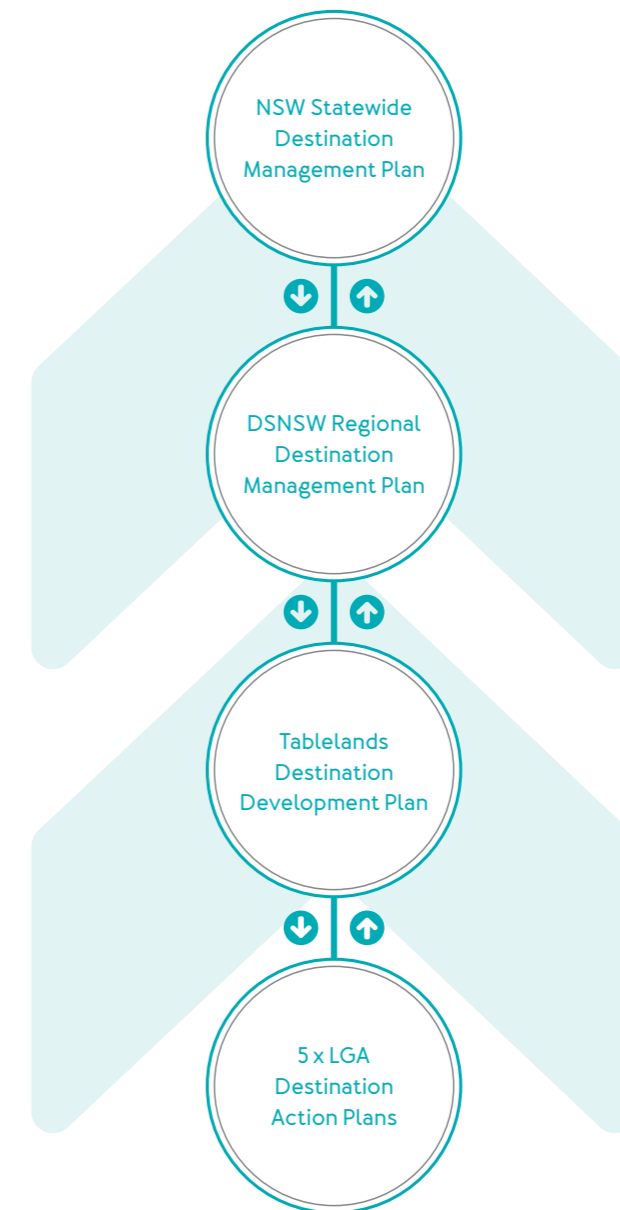 NSW Statewide
Destination
Management Plan
DSNSW Regional
Destination
Management Plan
Tablelands
Destination
Development Plan
5 x LGA
Destination
Action Plans